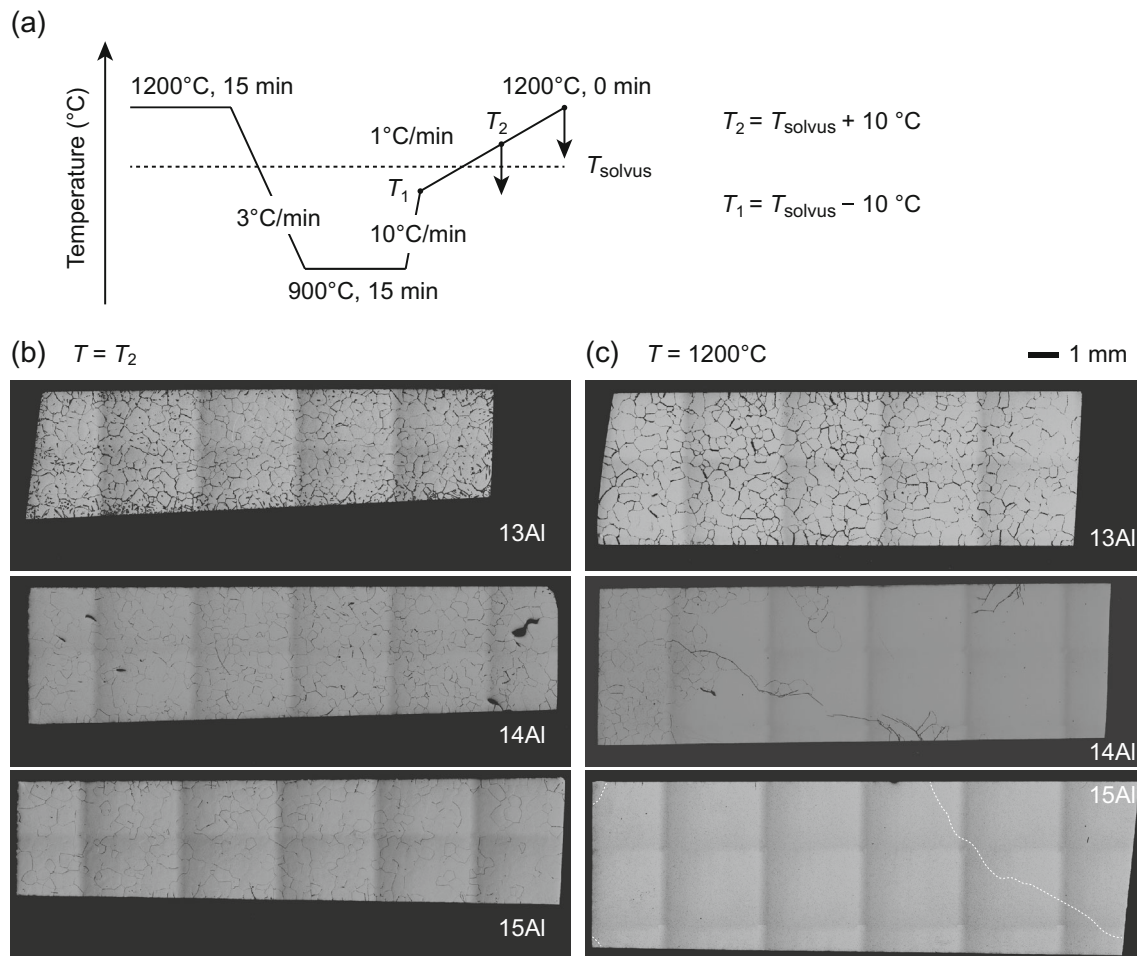 (a)
Temperature (°C)
1200°C, 15 min
3°C/min
900°C, 15 min
10°C/min
T1
1°C/min
T2
1200°C, 0 min
Tsolvus
T2 = Tsolvus + 10 °C
T1 = Tsolvus − 10 °C
(b) T = T2
13Al
14Al
15Al
(c) T = 1200°C
1 mm
13Al
14Al
15Al